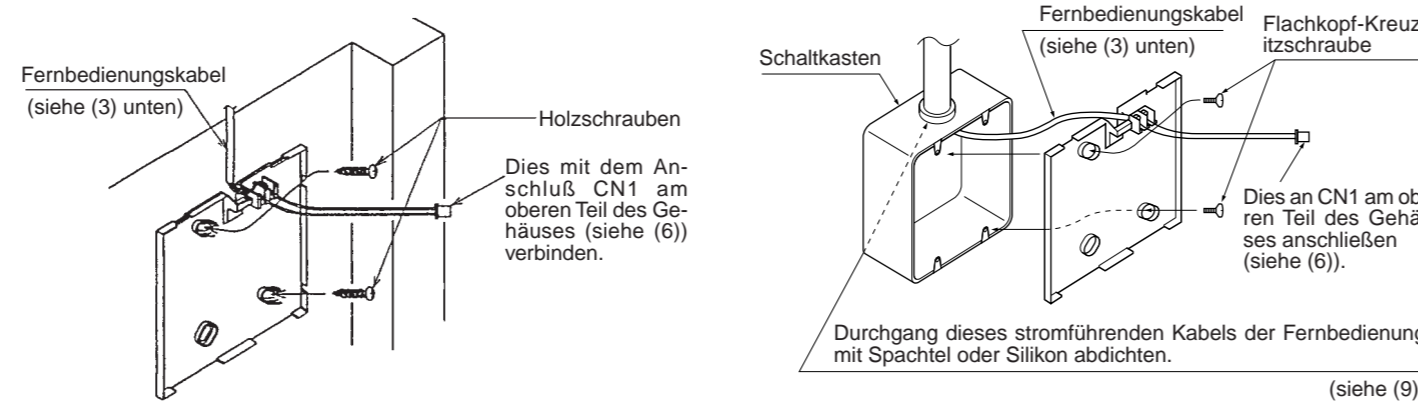 Fernbedienungskabel
(siehe (3) unten)
Holzschrauben
Dies mit dem An-
schluß CN1 am
oberen Teil des Ge-
häuses (siehe (6))
verbinden.
Schaltkasten
Fernbedienungskabel
(siehe (3) unten)
Flachkopf-Kreuz
itzschraube
Dies an CN1 am ob
ren Teil des Gehä
ses anschließen
(siehe (6)).
Durchgang dieses stromführenden Kabels der Fernbedienung
mit Spachtel oder Silikon abdichten.
(siehe (9)